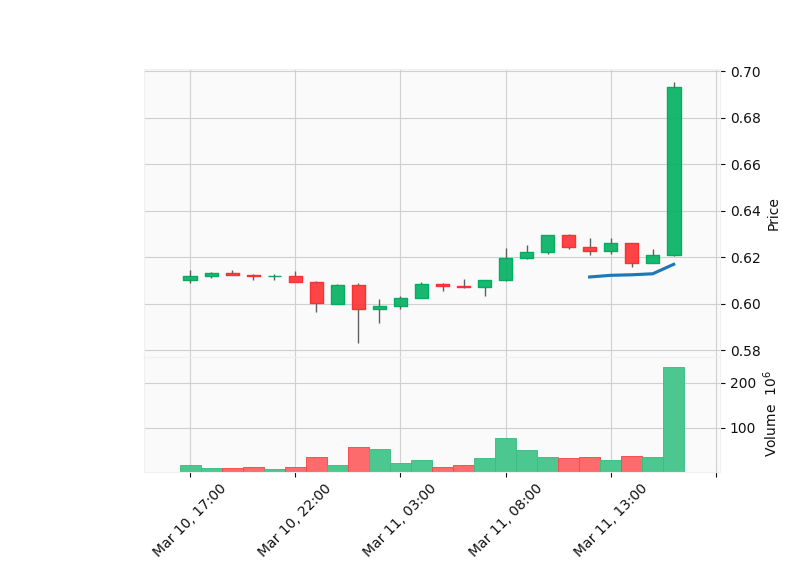 0.70
0.68
0.66
0.64
0.62
0.60
0.58
Price
200
100
Volume 10⁶
Mar 10, 17:00
Mar 10, 22:00
Mar 11, 03:00
Mar 11, 08:00
Mar 11, 13:00